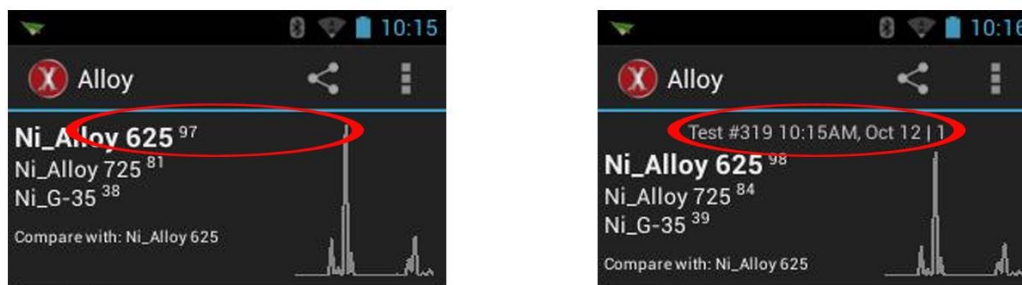 10:15
Alloy
Ni_Alloy 625 97
Ni_Alloy 725 81
Ni_G-35 38
Compare with: Ni_Alloy 625
10:16
Alloy
Test #319 10:15AM, Oct 12 | 1
Ni_Alloy 625 98
Ni_Alloy 725 84
Ni_G-35 39
Compare with: Ni_Alloy 625